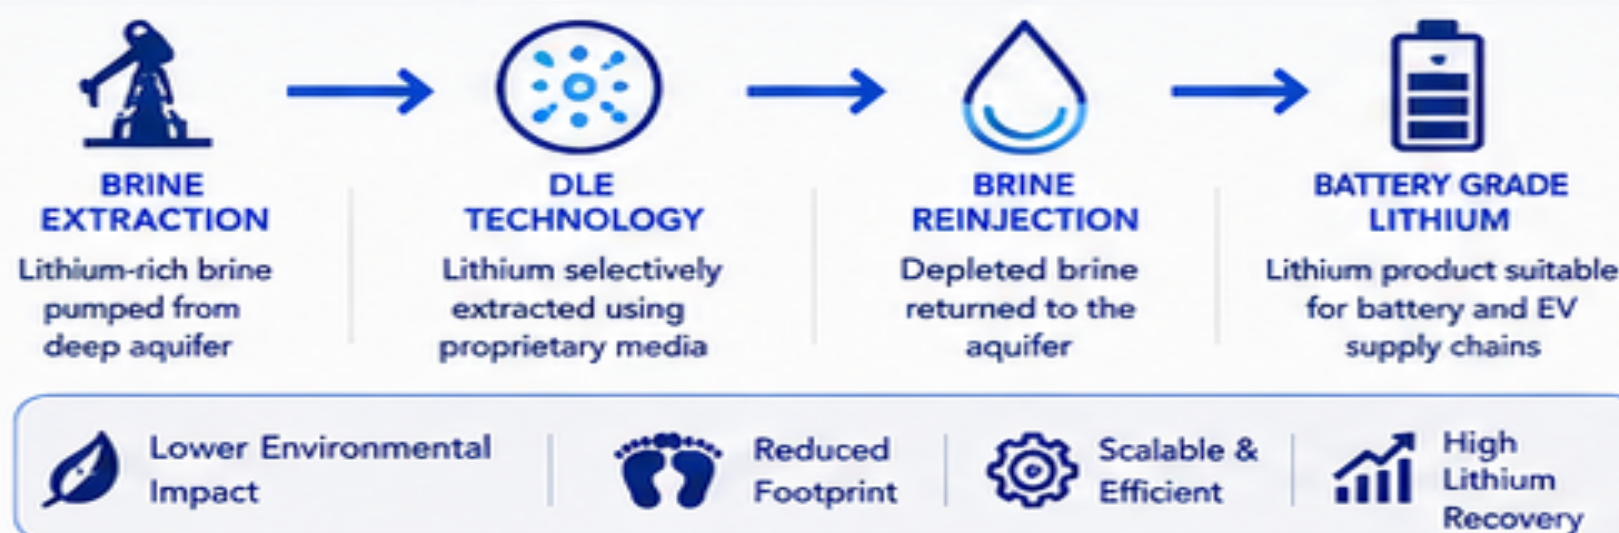 BRINE
EXTRACTION
Lithium-rich brine
pumped from
deep aquifer
DLE
TECHNOLOGY
Lithium selectively
extracted using
proprietary media
BRINE
REINJECTION
Depleted brine
returned to the
aquifer
BATTERY GRADE
LITHIUM
Lithium product suitable
for battery and EV
supply chains
Lower Environmental
Impact
Reduced
Footprint
Scalable &
Efficient
High
Lithium
Recovery